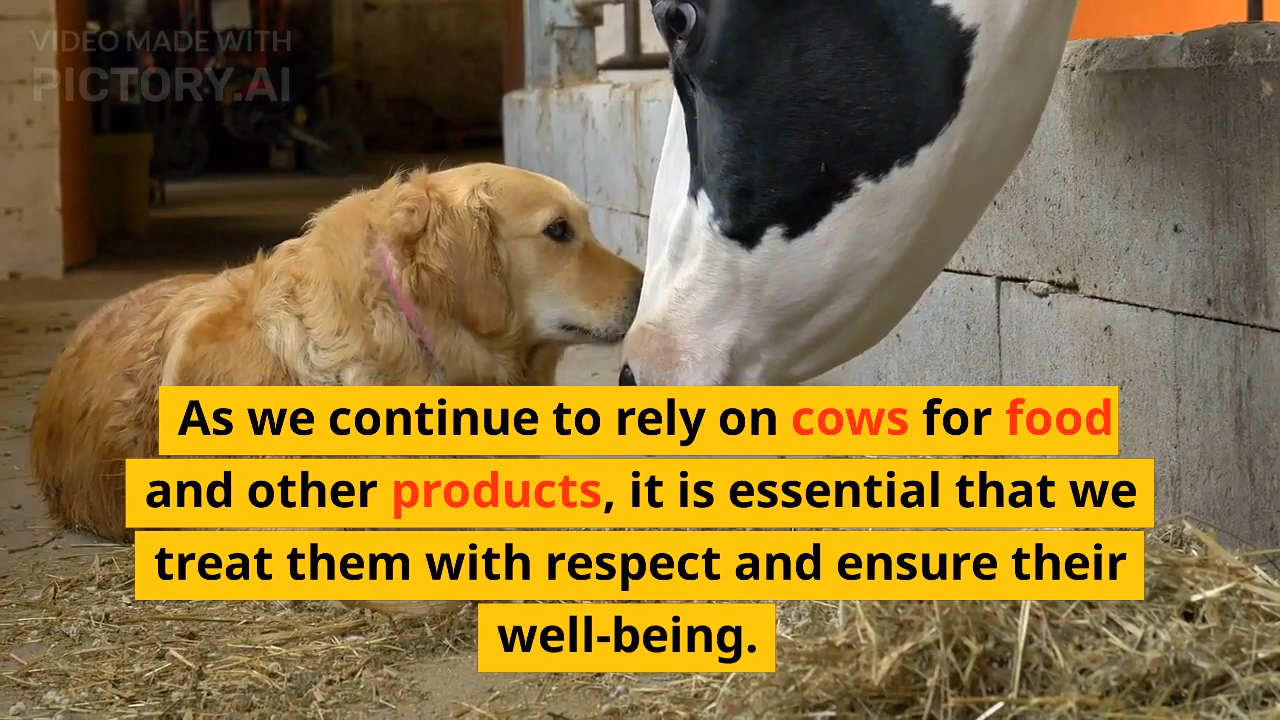 VIDEO MADE WITH
PICTORY.AI
As we continue to rely on cows for food
and other products, it is essential that we
treat them with respect and ensure their
well-being.